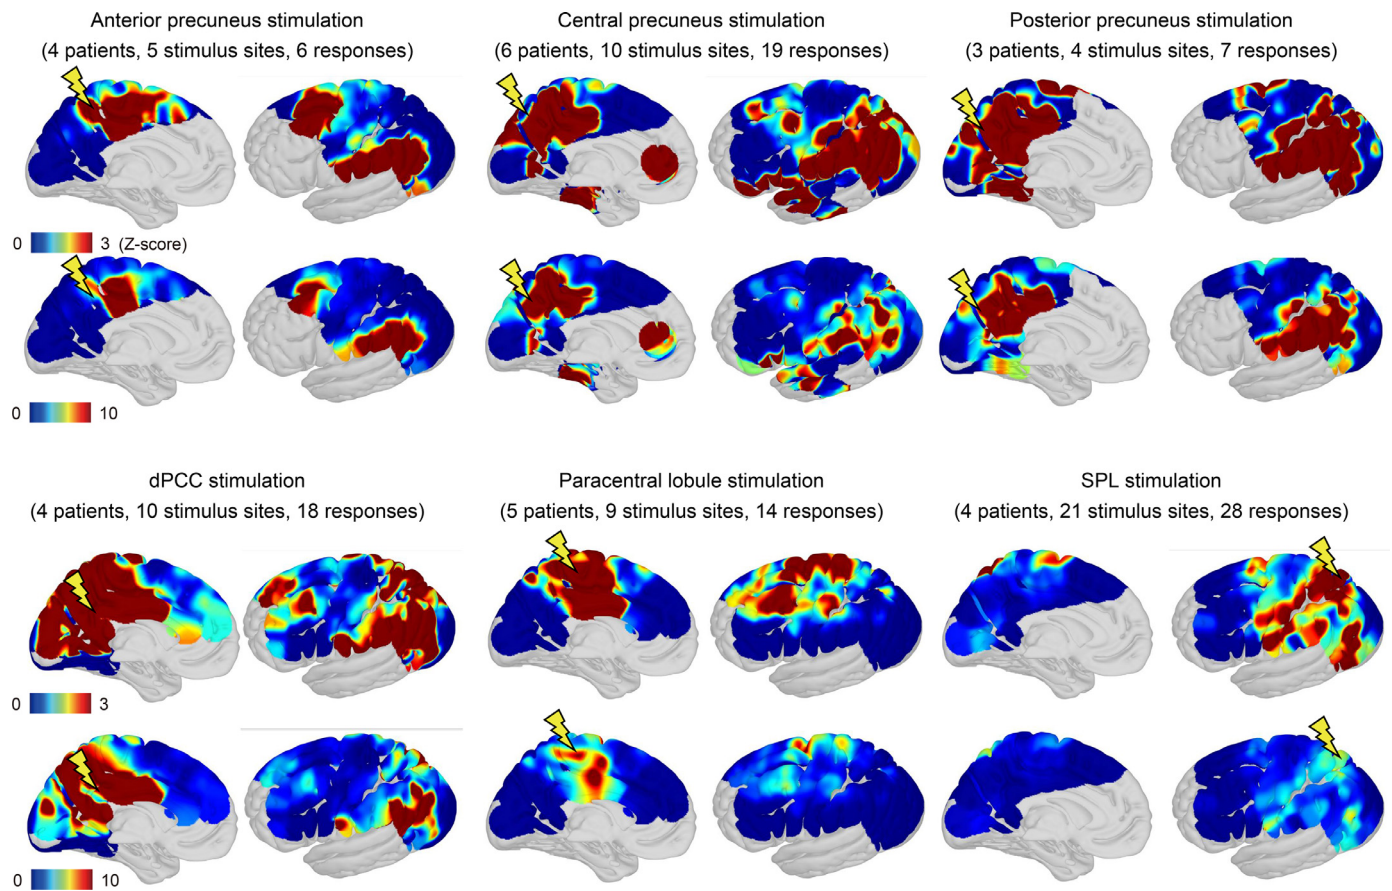 Anterior precuneus stimulation
(4 patients, 5 stimulus sites, 6 responses)
Central precuneus stimulation
(6 patients, 10 stimulus sites, 19 responses)
Posterior precuneus stimulation
(3 patients, 4 stimulus sites, 7 responses)
0 3 (Z-score)
0 10
dPCC stimulation
(4 patients, 10 stimulus sites, 18 responses)
Paracentral lobule stimulation
(5 patients, 9 stimulus sites, 14 responses)
SPL stimulation
(4 patients, 21 stimulus sites, 28 responses)
0 3
0 10